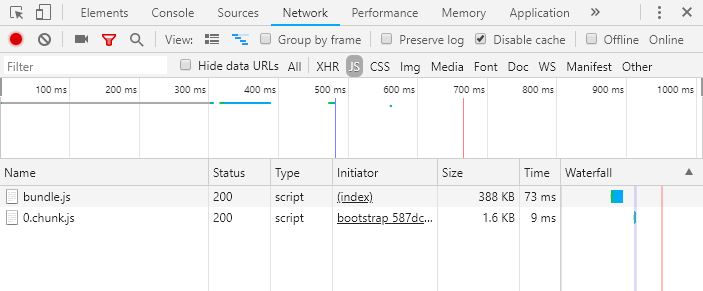 Elements Console Sources Network Performance Memory Application »
View: Group by frame Preserve log Disable cache Offline Online
Filter Hide data URLs All XHR JS CSS Img Media Font Doc WS Manifest Other
100 ms 200 ms 300 ms 400 ms 500 ms 600 ms 700 ms 800 ms 900 ms 1000 ms
Name Status Type Initiator Size Time Waterfall
bundle.js 200 script (index) 388 KB 73 ms
0.chunk.js 200 script bootstrap 587dc... 1.6 KB 9 ms